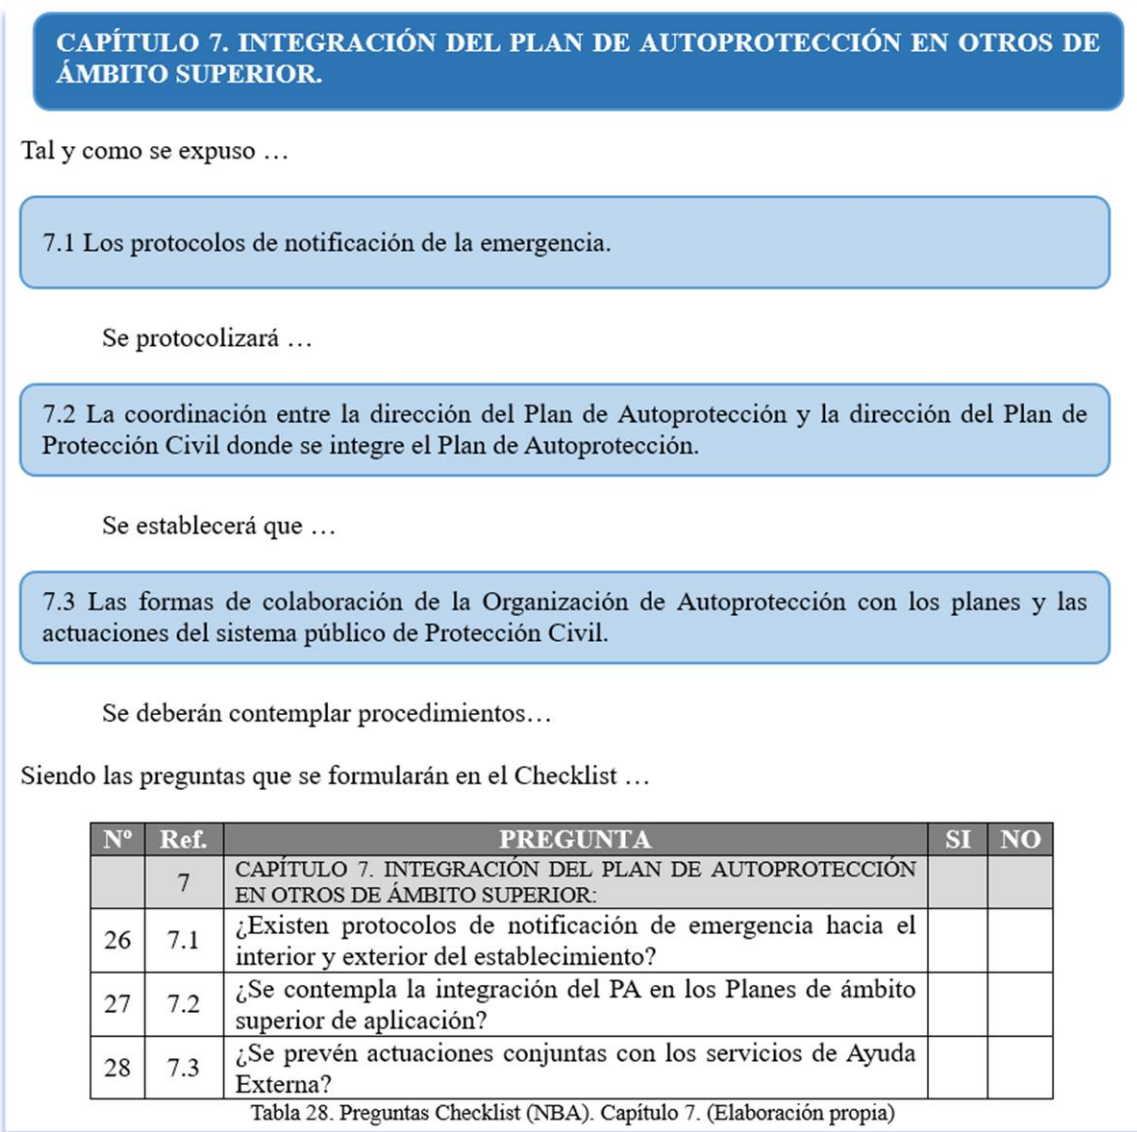 CAPÍTULO 7. INTEGRACIÓN DEL PLAN DE AUTOPROTECCIÓN EN OTROS DE
ÁMBITO SUPERIOR.
Tal y como se expuso …
7.1 Los protocolos de notificación de la emergencia.
Se protocolizará …
7.2 La coordinación entre la dirección del Plan de Autoprotección y la dirección del Plan de
Protección Civil donde se integre el Plan de Autoprotección.
Se establecerá que …
7.3 Las formas de colaboración de la Organización de Autoprotección con los planes y las
actuaciones del sistema público de Protección Civil.
Se deberán contemplar procedimientos…
Siendo las preguntas que se formularán en el Checklist …
Nº Ref. PREGUNTA SI NO
7 CAPÍTULO 7. INTEGRACIÓN DEL PLAN DE AUTOPROTECCIÓN
EN OTROS DE ÁMBITO SUPERIOR:
26 7.1 ¿Existen protocolos de notificación de emergencia hacia el
interior y exterior del establecimiento?
27 7.2 ¿Se contempla la integración del PA en los Planes de ámbito
superior de aplicación?
28 7.3 ¿Se prevén actuaciones conjuntas con los servicios de Ayuda
Externa?
Tabla 28. Preguntas Checklist (NBA). Capítulo 7. (Elaboración propia)